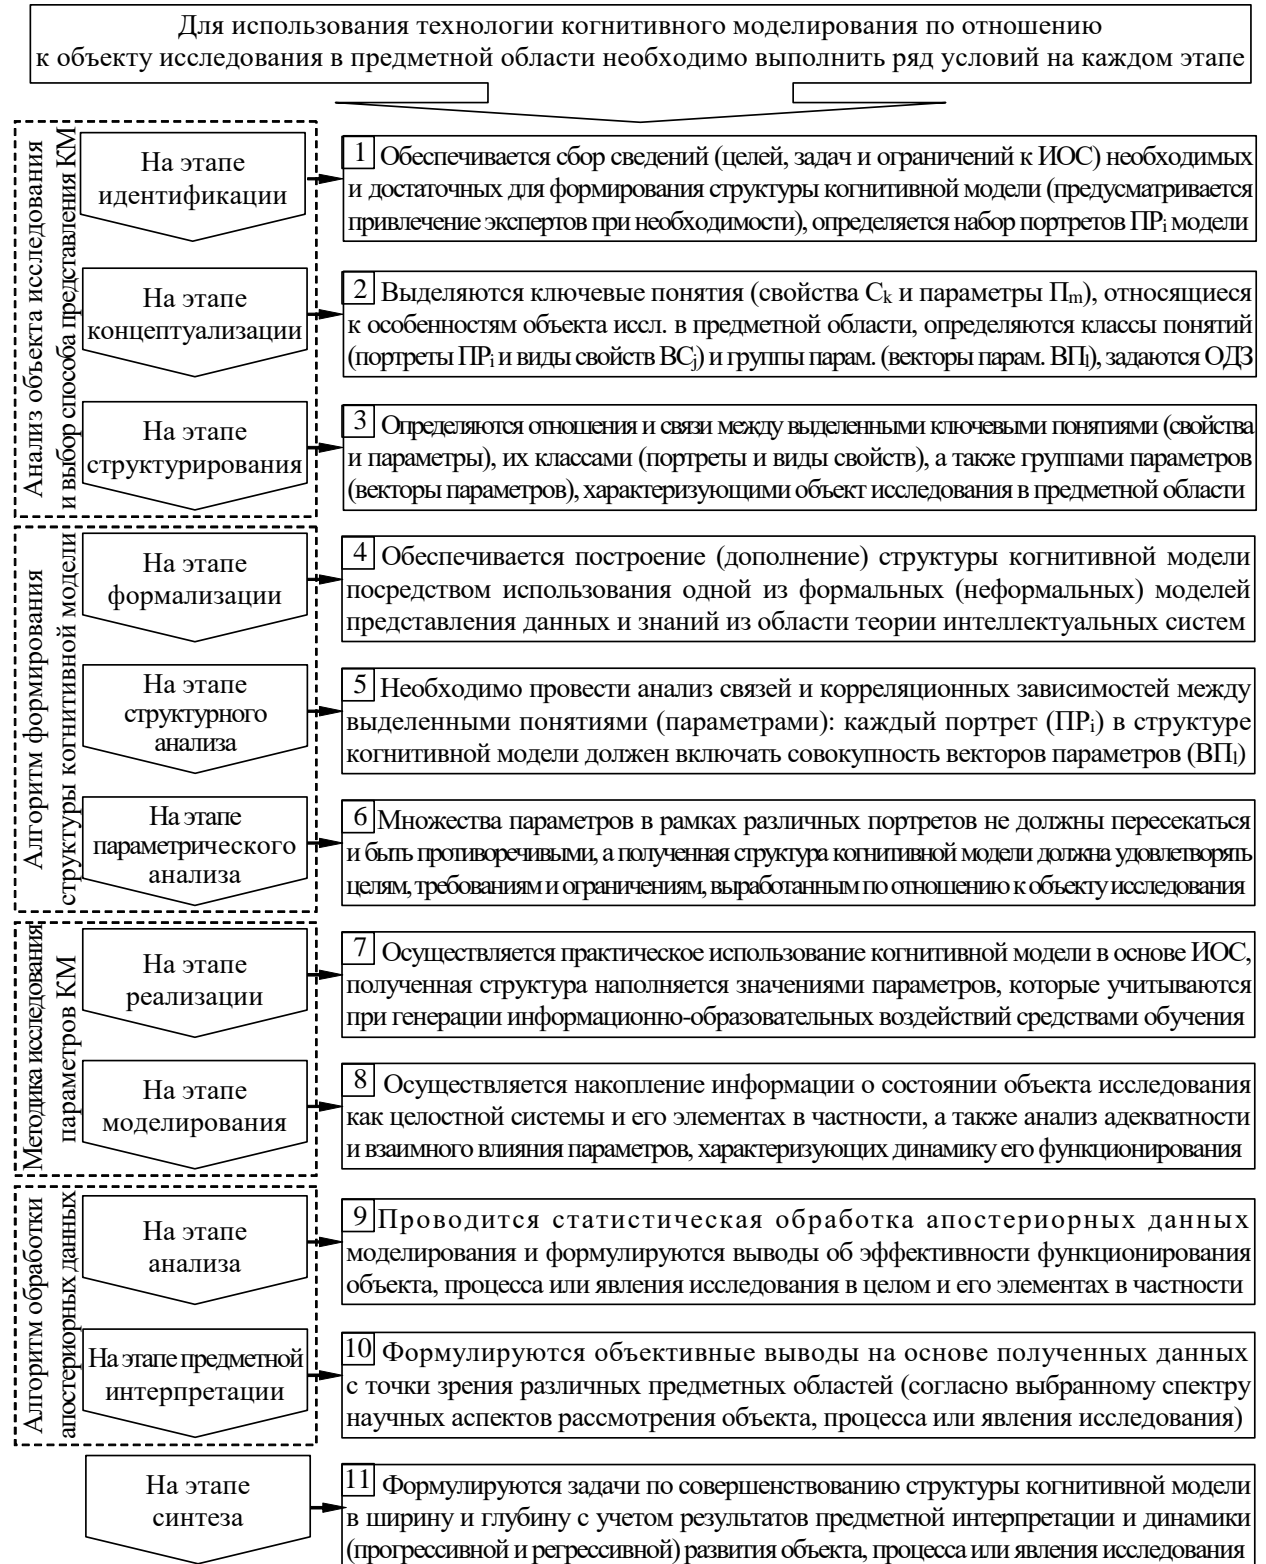 Для использования технологии когнитивного моделирования по отношению
к объекту исследования в предметной области необходимо выполнить ряд условий на каждом этапе
Анализ объекта исследования
и выбор способа представления КМ
На этапе
идентификации
1 Обеспечивается сбор сведений (целей, задач и ограничений к ИОС) необходимых
и достаточных для формирования структуры когнитивной модели (предусматривается
привлечение экспертов при необходимости), определяется набор портретов ПРi модели
На этапе
концептуализации
2 Выделяются ключевые понятия (свойства Сk и параметры Пm), относящиеся
к особенностям объекта иссл. в предметной области, определяются классы понятий
(портреты ПРi и виды свойств ВСj) и группы парам. (векторы парам. ВПl), задаются ОДЗ
На этапе
структурирования
3 Определяются отношения и связи между выделенными ключевыми понятиями (свойства
и параметры), их классами (портреты и виды свойств), а также группами параметров
(векторы параметров), характеризующими объект исследования в предметной области
Алгоритм формирования
структуры когнитивной модели
На этапе
формализации
4 Обеспечивается построение (дополнение) структуры когнитивной модели
посредством использования одной из формальных (неформальных) моделей
представления данных и знаний из области теории интеллектуальных систем
На этапе
структурного
анализа
5 Необходимо провести анализ связей и корреляционных зависимостей между
выделенными понятиями (параметрами): каждый портрет (ПРi) в структуре
когнитивной модели должен включать совокупность векторов параметров (ВПl)
На этапе
параметрического
анализа
6 Множества параметров в рамках различных портретов не должны пересекаться
и быть противоречивыми, а полученная структура когнитивной модели должна удовлетворять
целям, требованиям и ограничениям, выработанным по отношению к объекту исследования
Методика исследования
параметров КМ
На этапе
реализации
7 Осуществляется практическое использование когнитивной модели в основе ИОС,
полученная структура наполняется значениями параметров, которые учитываются
при генерации информационно-образовательных воздействий средствами обучения
На этапе
моделирования
8 Осуществляется накопление информации о состоянии объекта исследования
как целостной системы и его элементах в частности, а также анализ адекватности
и взаимного влияния параметров, характеризующих динамику его функционирования
Алгоритм обработки
апостериорных данных
На этапе
анализа
9 Проводится статистическая обработка апостериорных данных
моделирования и формулируются выводы об эффективности функционирования
объекта, процесса или явления исследования в целом и его элементах в частности
На этапе предметной
интерпретации
10 Формулируются объективные выводы на основе полученных данных
с точки зрения различных предметных областей (согласно выбранному спектру
научных аспектов рассмотрения объекта, процесса или явления исследования)
На этапе
синтеза
11 Формулируются задачи по совершенствованию структуры когнитивной модели
в ширину и глубину с учетом результатов предметной интерпретации и динамики
(прогрессивной и регрессивной) развития объекта, процесса или явления исследования